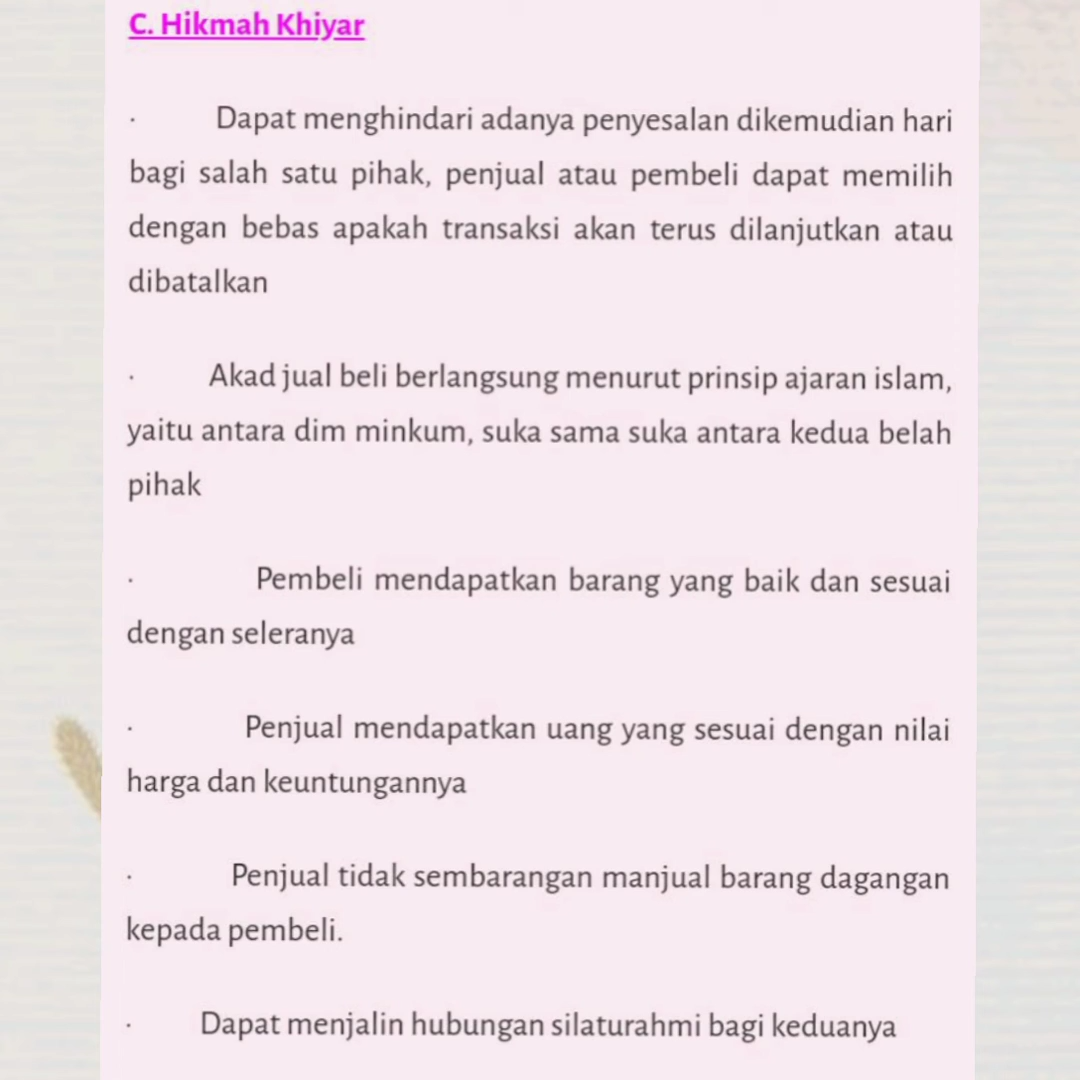 C. Hikmah Khiyar
· Dapat menghindari adanya penyesalan dikemudian hari
bagi salah satu pihak, penjual atau pembeli dapat memilih
dengan bebas apakah transaksi akan terus dilanjutkan atau
dibatalkan
· Akad jual beli berlangsung menurut prinsip ajaran islam,
yaitu antara dim minkum, suka sama suka antara kedua belah
pihak
· Pembeli mendapatkan barang yang baik dan sesuai
dengan seleranya
· Penjual mendapatkan uang yang sesuai dengan nilai
harga dan keuntungannya
· Penjual tidak sembarangan manjual barang dagangan
kepada pembeli.
· Dapat menjalin hubungan silaturahmi bagi keduanya